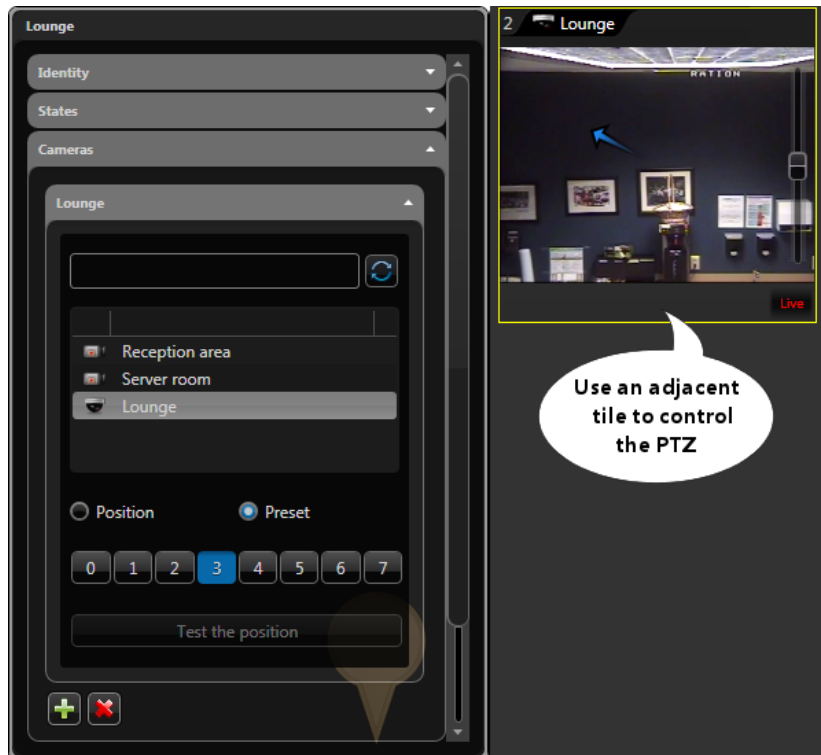 Lounge
Identity
States
Cameras
Lounge
Reception area
Server room
Lounge
Position Preset
0 1 2 3 4 5 6 7
Test the position
2 Lounge
RATION
Live
Use an adjacent
tile to control
the PTZ